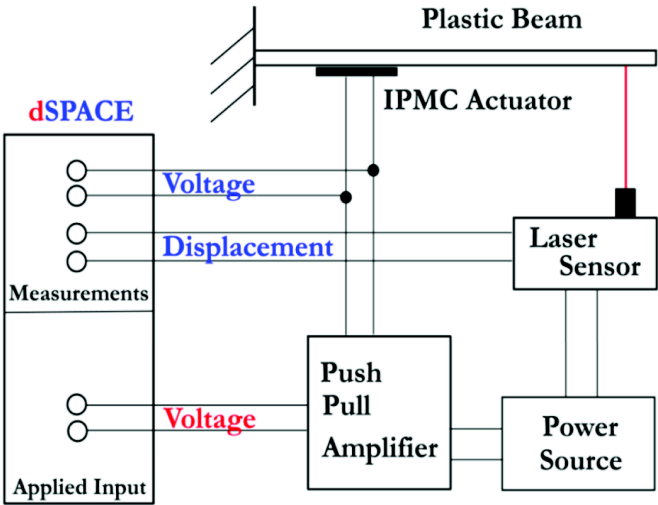 Plastic Beam
IPMC Actuator
dSPACE
Voltage
Displacement
Measurements
Laser
Sensor
Push
Pull
Amplifier
Voltage
Applied Input
Power
Source